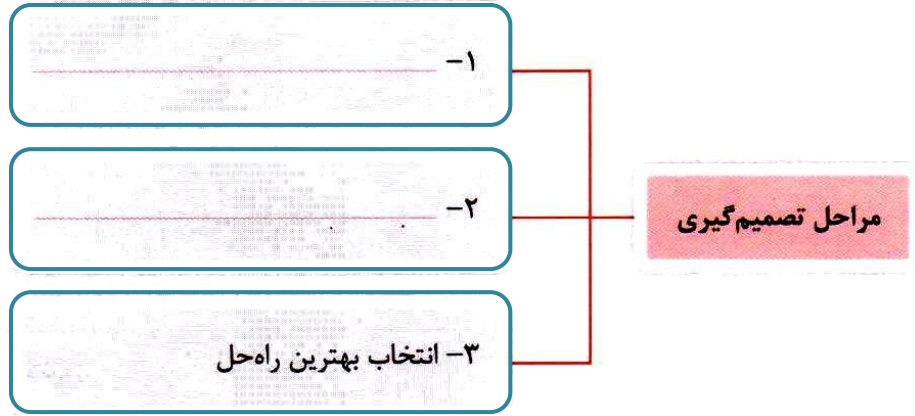 مراحل تصمیم‌گیری
۱–
۲–
۳– انتخاب بهترین راه‌حل